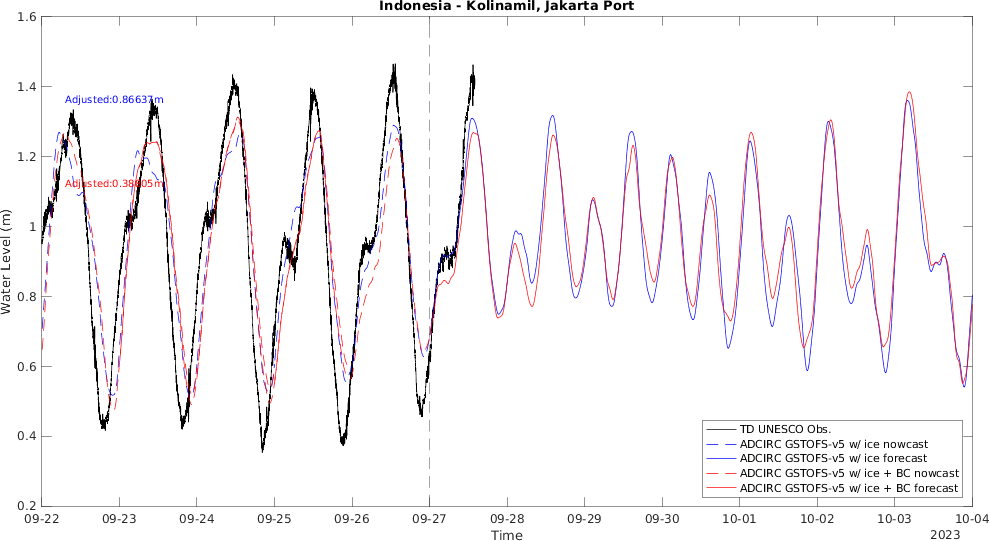 Indonesia - Kolinamil, Jakarta Port
1.6
1.4
1.2
1
0.8
0.6
0.4
0.2
Water Level (m)
Adjusted:0.86637m
Adjusted:0.38005m
TD UNESCO Obs.
ADCIRC GSTOFS-v5 w/ ice nowcast
ADCIRC GSTOFS-v5 w/ ice forecast
ADCIRC GSTOFS-v5 w/ ice + BC nowcast
ADCIRC GSTOFS-v5 w/ ice + BC forecast
09-22 09-23 09-24 09-25 09-26 09-27 09-28 09-29 09-30 10-01 10-02 10-03 10-04
Time
2023